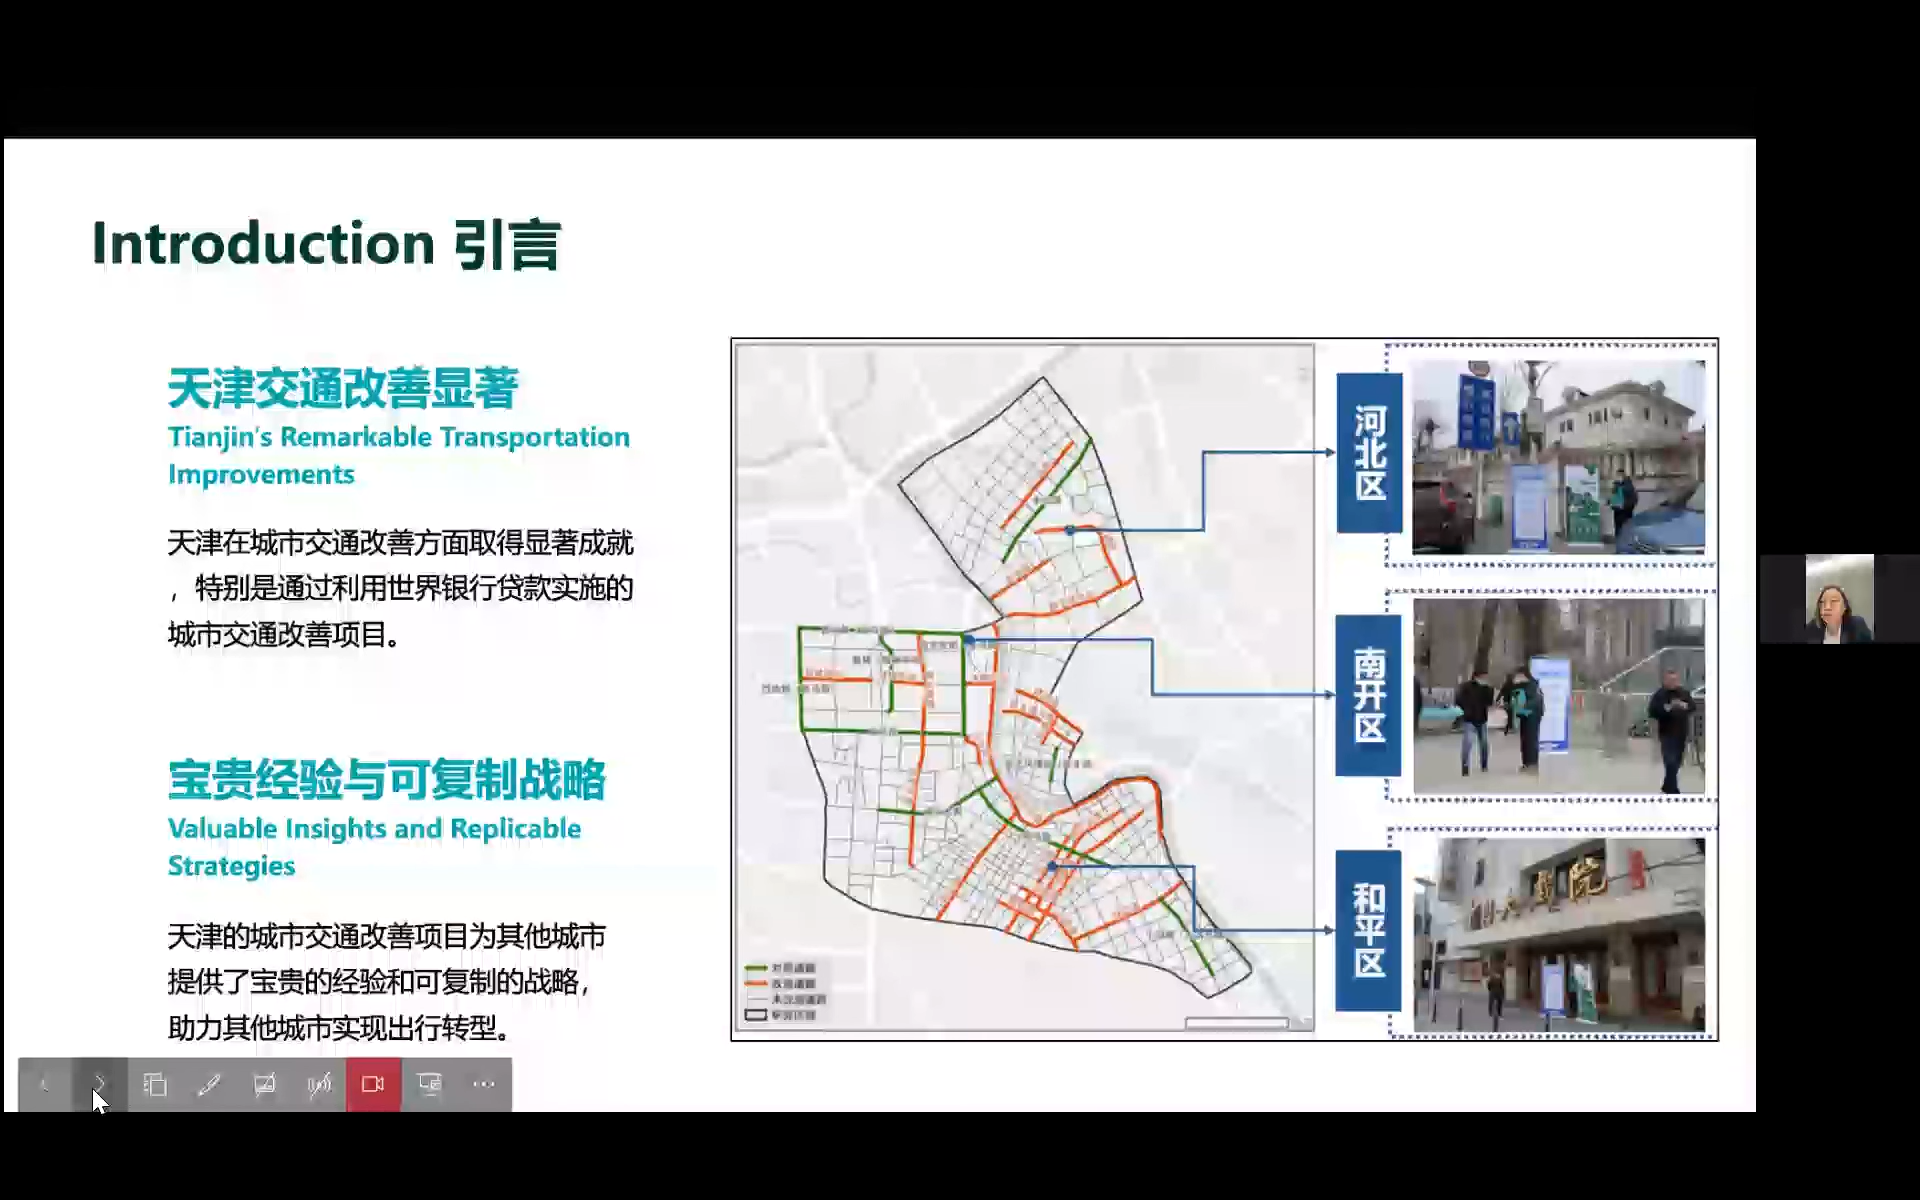 Introduction 引言
天津交通改善显著
Tianjin's Remarkable Transportation
Improvements
天津在城市交通改善方面取得显著成就
，特别是通过利用世界银行贷款实施的
城市交通改善项目。
宝贵经验与可复制战略
Valuable Insights and Replicable
Strategies
天津的城市交通改善项目为其他城市
提供了宝贵的经验和可复制的战略，
助力其他城市实现出行转型。
河北区
南开区
和平区